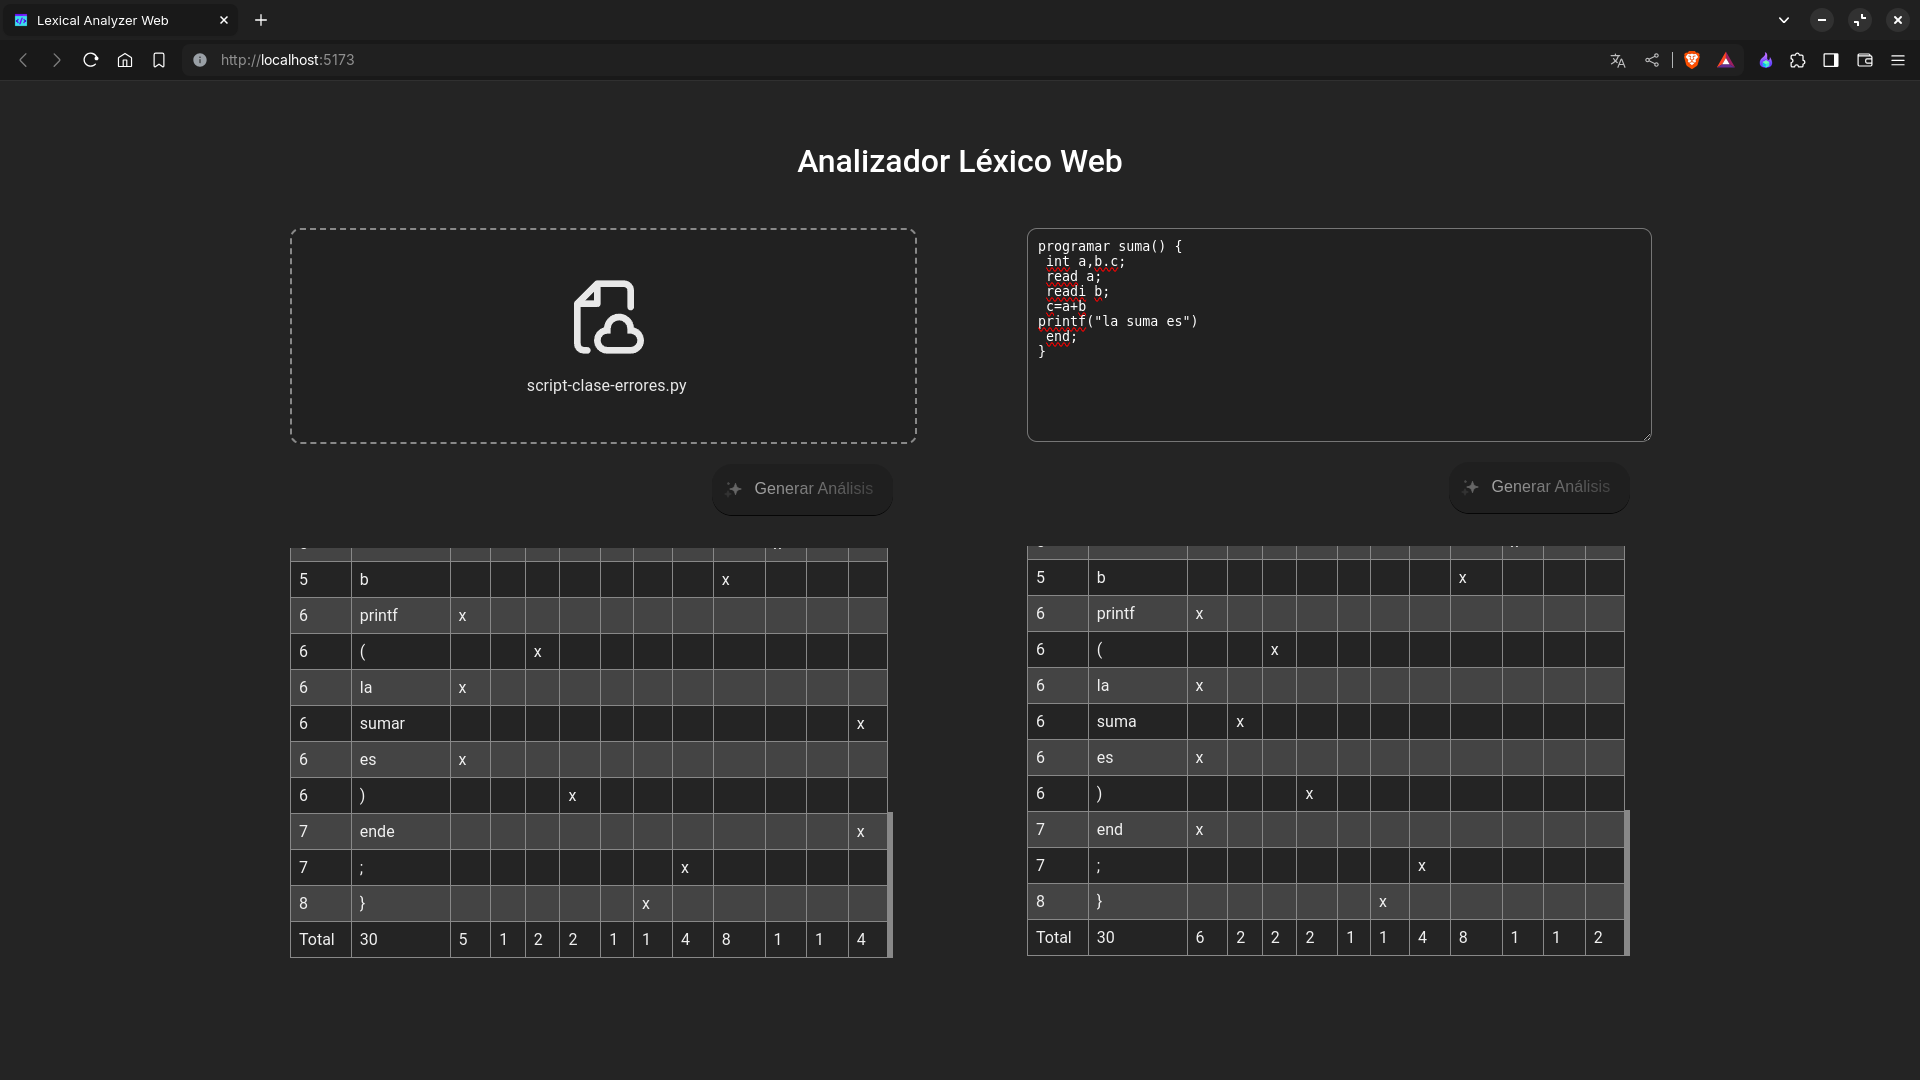 Lexical Analyzer Web
http://localhost:5173
Analizador Léxico Web
script-clase-errores.py
Generar Análisis
programar suma() {
int a,b.c;
read a;
readi b;
c=a+b
printf("la suma es")
end;
}
Generar Análisis
5 b x
6 printf x
6 ( x
6 la x
6 sumar x
6 es x
6 ) x
7 ende x
7 ; x
8 } x
Total 30 5 1 2 2 1 1 4 8 1 1 4
5 b x
6 printf x
6 ( x
6 la x
6 suma x
6 es x
6 ) x
7 end x
7 ; x
8 } x
Total 30 6 2 2 2 1 1 4 8 1 1 2